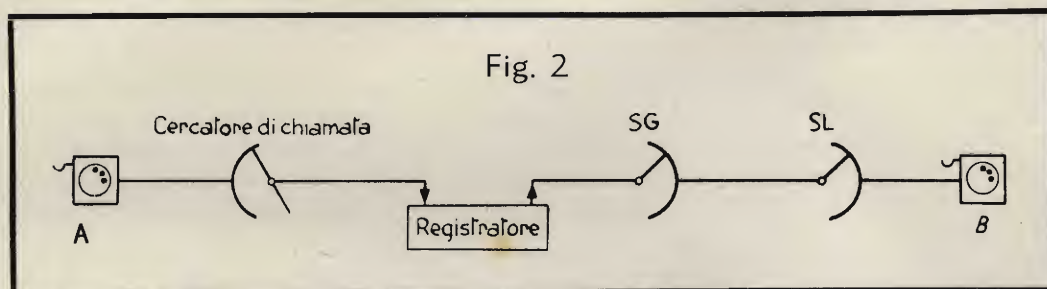 Fig. 2
Cercatore di chiamata
SG
SL
A
Registratore
B